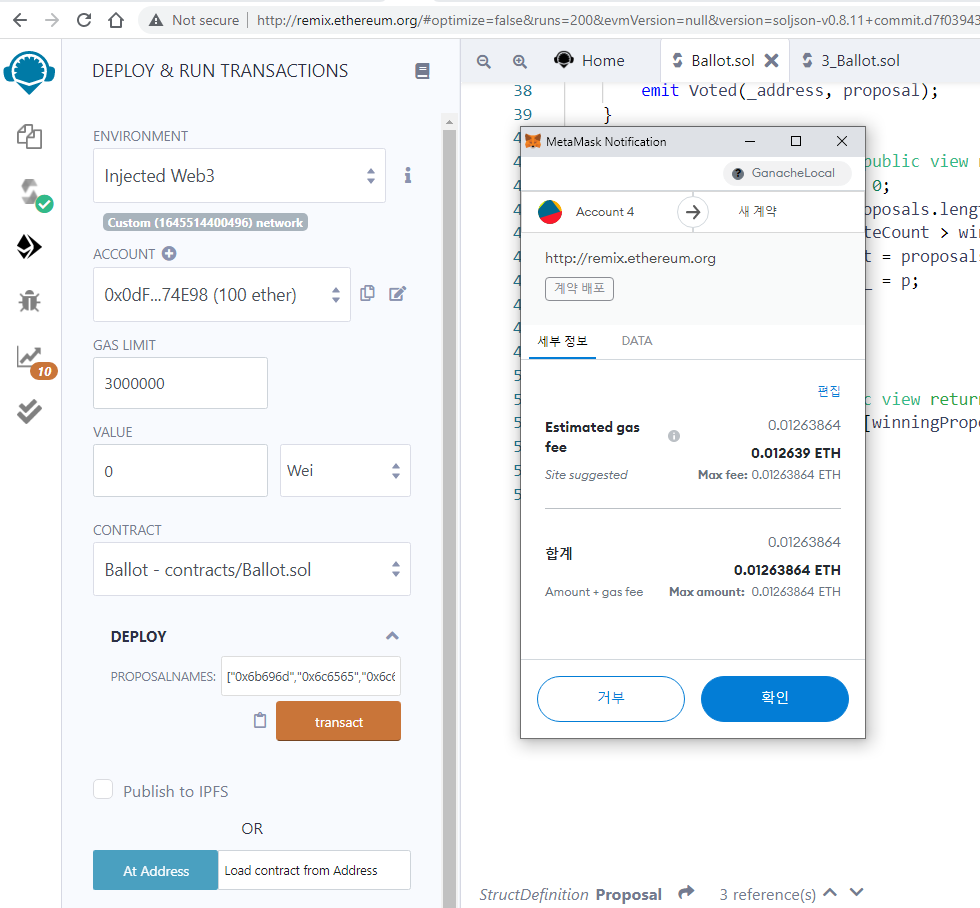 Not secure | http://remix.ethereum.org/#optimize=false&runs=200&evmVersion=null&version=soljson-v0.8.11+commit.d7f03943
DEPLOY & RUN TRANSACTIONS
ENVIRONMENT
Injected Web3
Custom (1645514400496) network
ACCOUNT
0x0dF...74E98 (100 ether)
GAS LIMIT
3000000
10
VALUE
0
Wei
CONTRACT
Ballot - contracts/Ballot.sol
DEPLOY
PROPOSALNAMES:
["0x6b696d","0x6c6565","0x6c6
transact
Publish to IPFS
OR
At Address
Load contract from Address
Home
Ballot.sol
3_Ballot.sol
38 emit Voted(_address, proposal);
39 }
public view r
0;
oposals.leng
teCount > win
t = proposals
_ = p;
c view return
[winningPropo
MetaMask Notification
GanacheLocal
Account 4
새 계약
http://remix.ethereum.org
계약 배포
세부 정보
DATA
편집
Estimated gas fee
0.01263864
0.012639 ETH
Site suggested
Max fee: 0.01263864 ETH
합계
0.01263864
0.01263864 ETH
Amount + gas fee
Max amount: 0.01263864 ETH
거부
확인
StructDefinition Proposal
3 reference(s)